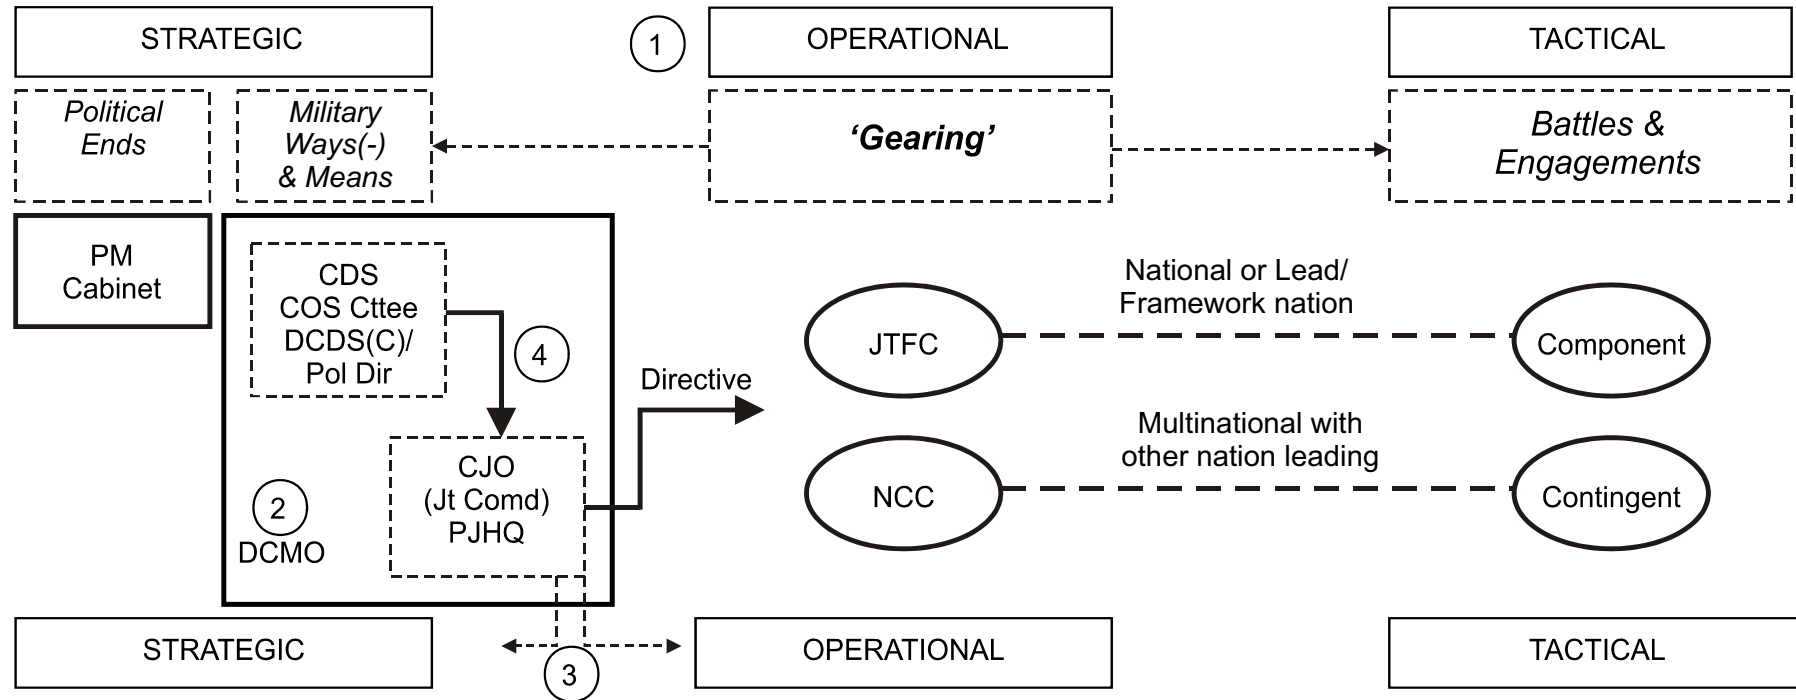 STRATEGIC
1
OPERATIONAL
TACTICAL
Political
Ends
Military
Ways(-)
& Means
‘Gearing’
Battles &
Engagements
PM
Cabinet
CDS
COS Cttee
DCDS(C)/
Pol Dir
4
CJO
(Jt Comd)
PJHQ
2
DCMO
Directive
JTFC
National or Lead/
Framework nation
Component
NCC
Multinational with
other nation leading
Contingent
STRATEGIC
3
OPERATIONAL
TACTICAL